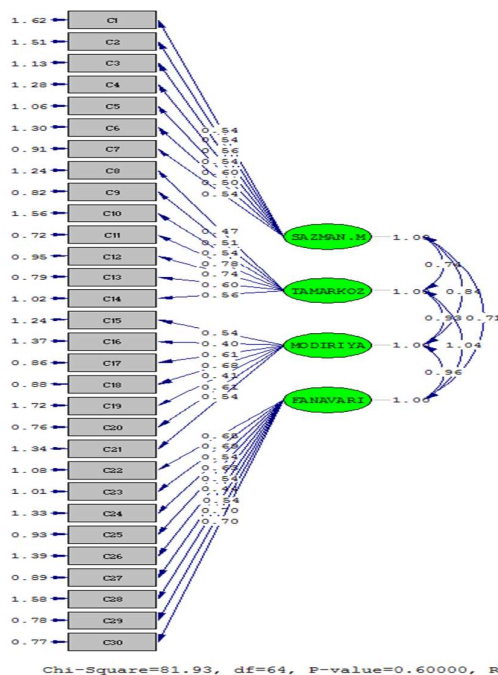 1.62 C1
1.51 C2
1.13 C3
1.28 C4
1.06 C5
1.30 C6
0.91 C7
1.24 C8
0.82 C9
1.56 C10
0.72 C11
0.95 C12
0.79 C13
1.02 C14
1.24 C15
1.37 C16
0.86 C17
0.88 C18
1.72 C19
0.76 C20
1.34 C21
1.08 C22
1.01 C23
1.33 C24
0.93 C25
1.39 C26
0.89 C27
1.58 C28
0.78 C29
0.77 C30
0.54
0.54
0.56
0.60
0.50
0.54
0.47
0.51
0.54
0.78
0.74
0.60
0.56
0.54
0.40
0.61
0.68
0.41
0.61
0.54
0.68
0.54
0.63
0.54
0.54
0.70
0.70
SAZMAN.M 1.00
TAMARKOZ 1.00
MODIRIYA 1.00
FANAVARI 1.00
0.74
0.84 0.71
0.93
1.04
0.96
Chi-Square=81.93, df=64, P-value=0.60000, R